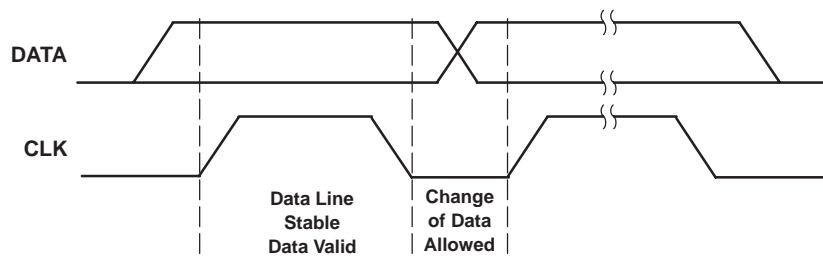 DATA
CLK
Data Line
Stable
Data Valid
Change
of Data
Allowed